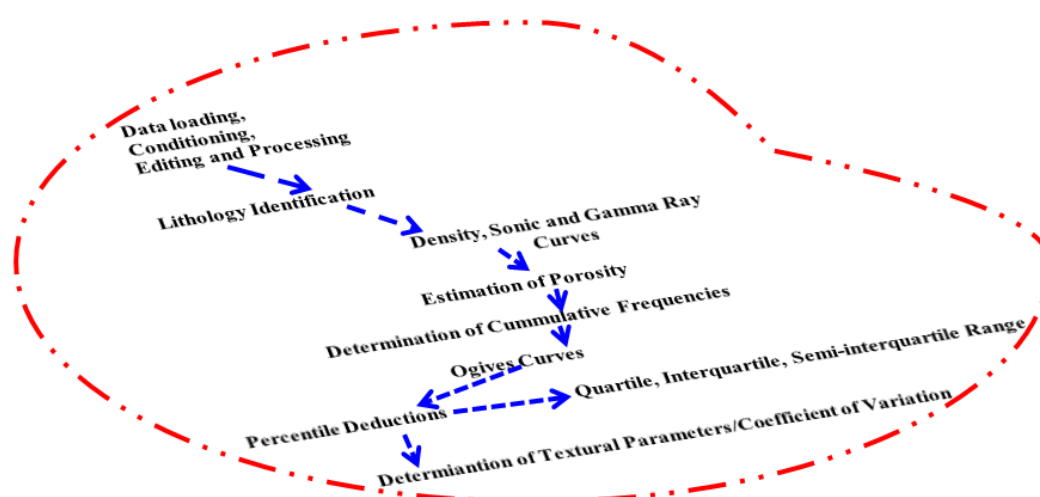 Data loading,
Conditioning,
Editing and Processing
Lithology Identification
Density, Sonic and Gamma Ray
Curves
Estimation of Porosity
Determination of Cummulative Frequencies
Ogives Curves
Quartile, Interquartile, Semi-interquartile Range
Percentile Deductions
Determiantion of Textural Parameters/Coefficient of Variation